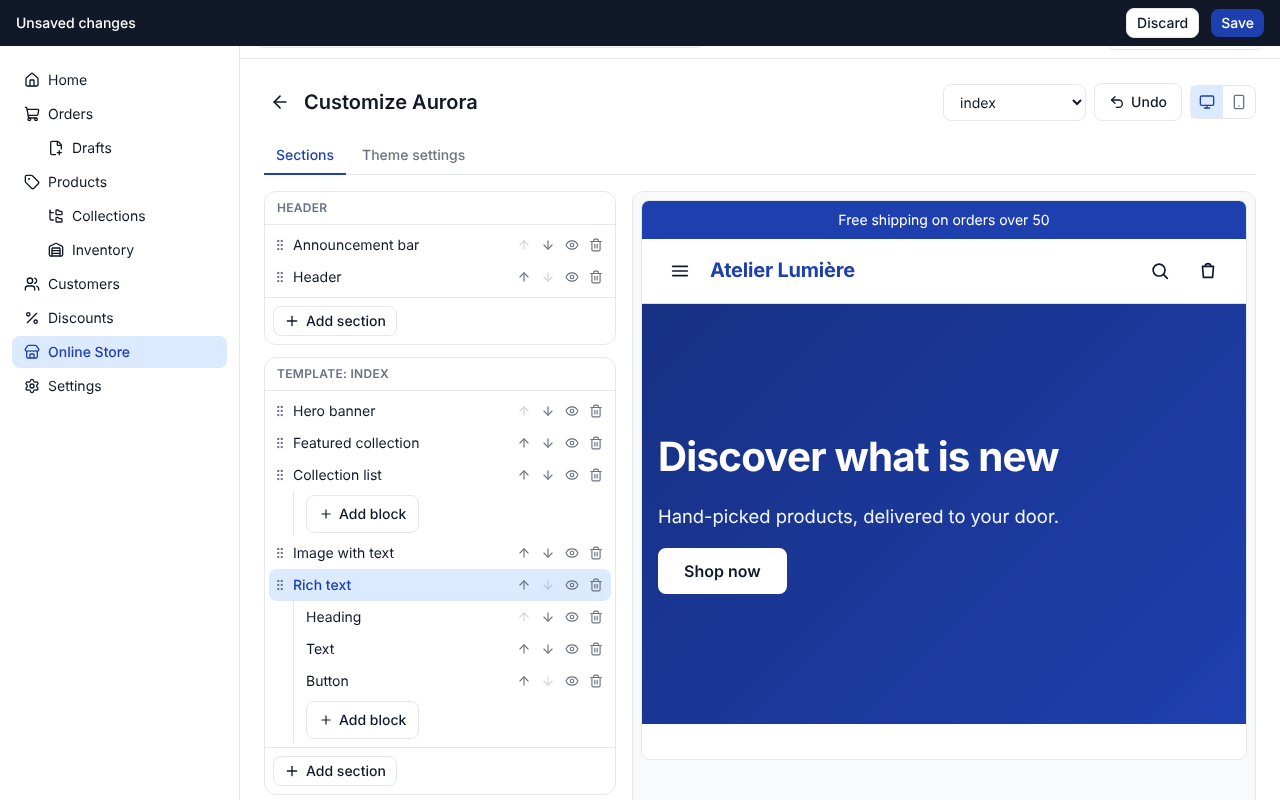 Unsaved changes
Discard
Save
Home
Orders
Drafts
Products
Collections
Inventory
Customers
Discounts
Online Store
Settings
Customize Aurora
index
Undo
Sections
Theme settings
HEADER
Announcement bar
Header
Add section
TEMPLATE: INDEX
Hero banner
Featured collection
Collection list
Add block
Image with text
Rich text
Heading
Text
Button
Add block
Add section
Free shipping on orders over 50
Atelier Lumière
Discover what is new
Hand-picked products, delivered to your door.
Shop now